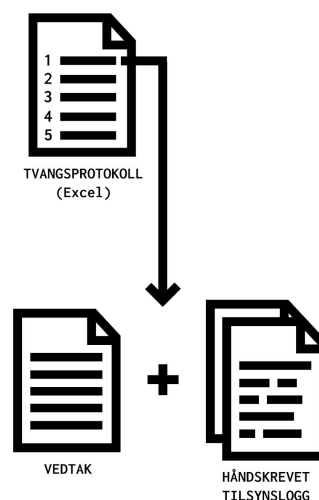 1
2
3
4
5
TVANGSPROTOKOLL
(Excel)
VEDTAK
HÅNDSKREVET
TILSYNSLOGG